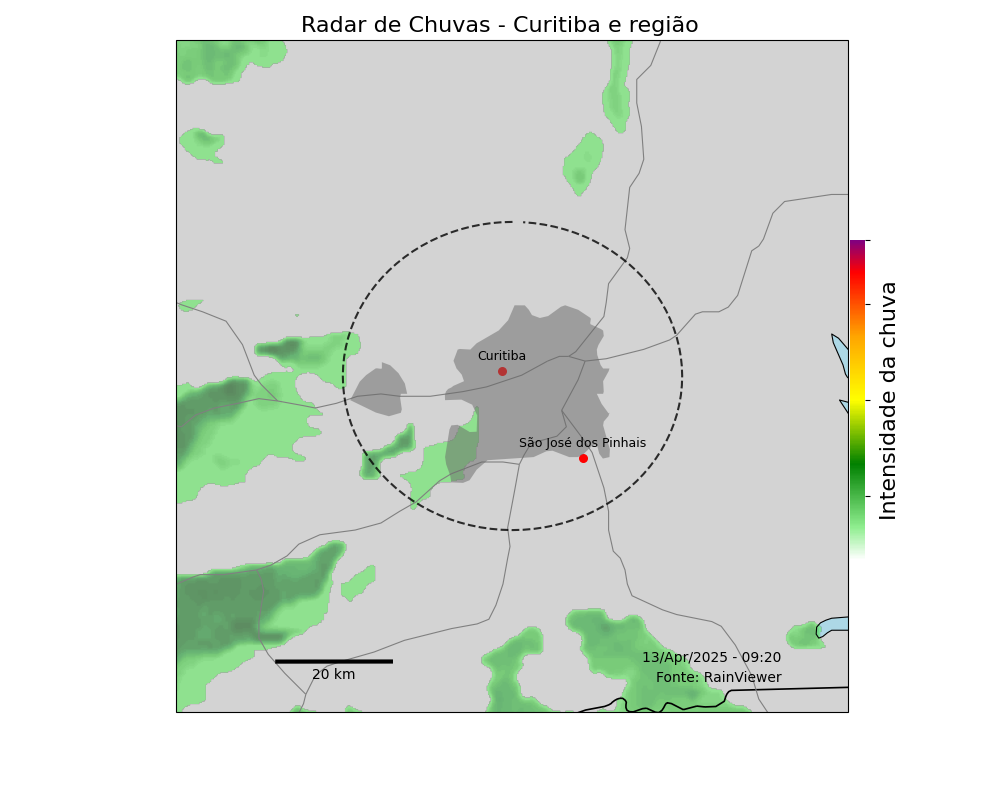 Radar de Chuvas - Curitiba e região
Curitiba
São José dos Pinhais
Intensidade da chuva
13/Apr/2025 - 09:20
Fonte: RainViewer
20 km